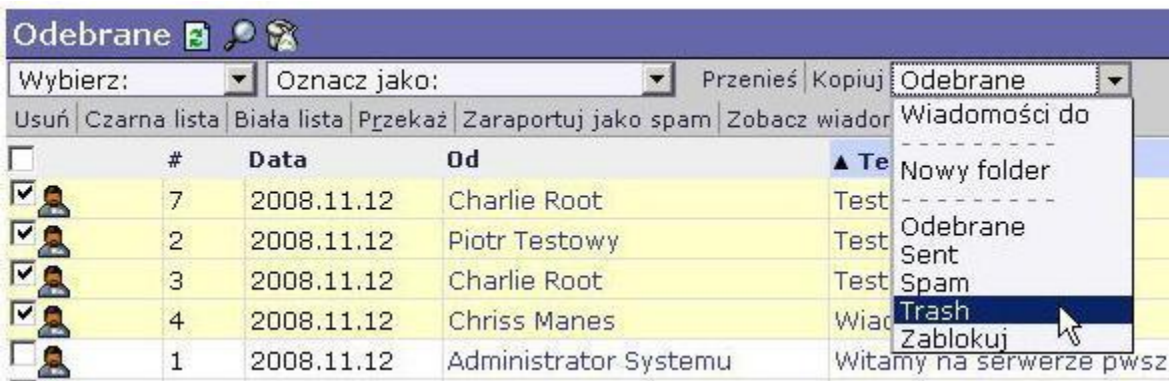 Odebrane
Wybierz: Oznacz jako: Przenieś Kopiuj Odebrane
Usuń Czarna lista Biała lista Przekaż Zaraportuj jako spam Zobacz
Wiadomości do
Nowy folder
Odebrane
Sent
Spam
Trash
Zablokuj
# Data Od
7 2008.11.12 Charlie Root Test
2 2008.11.12 Piotr Testowy Test
3 2008.11.12 Charlie Root Test
4 2008.11.12 Chriss Manes
1 2008.11.12 Administrator Systemu Witamy na serwerze pwsz